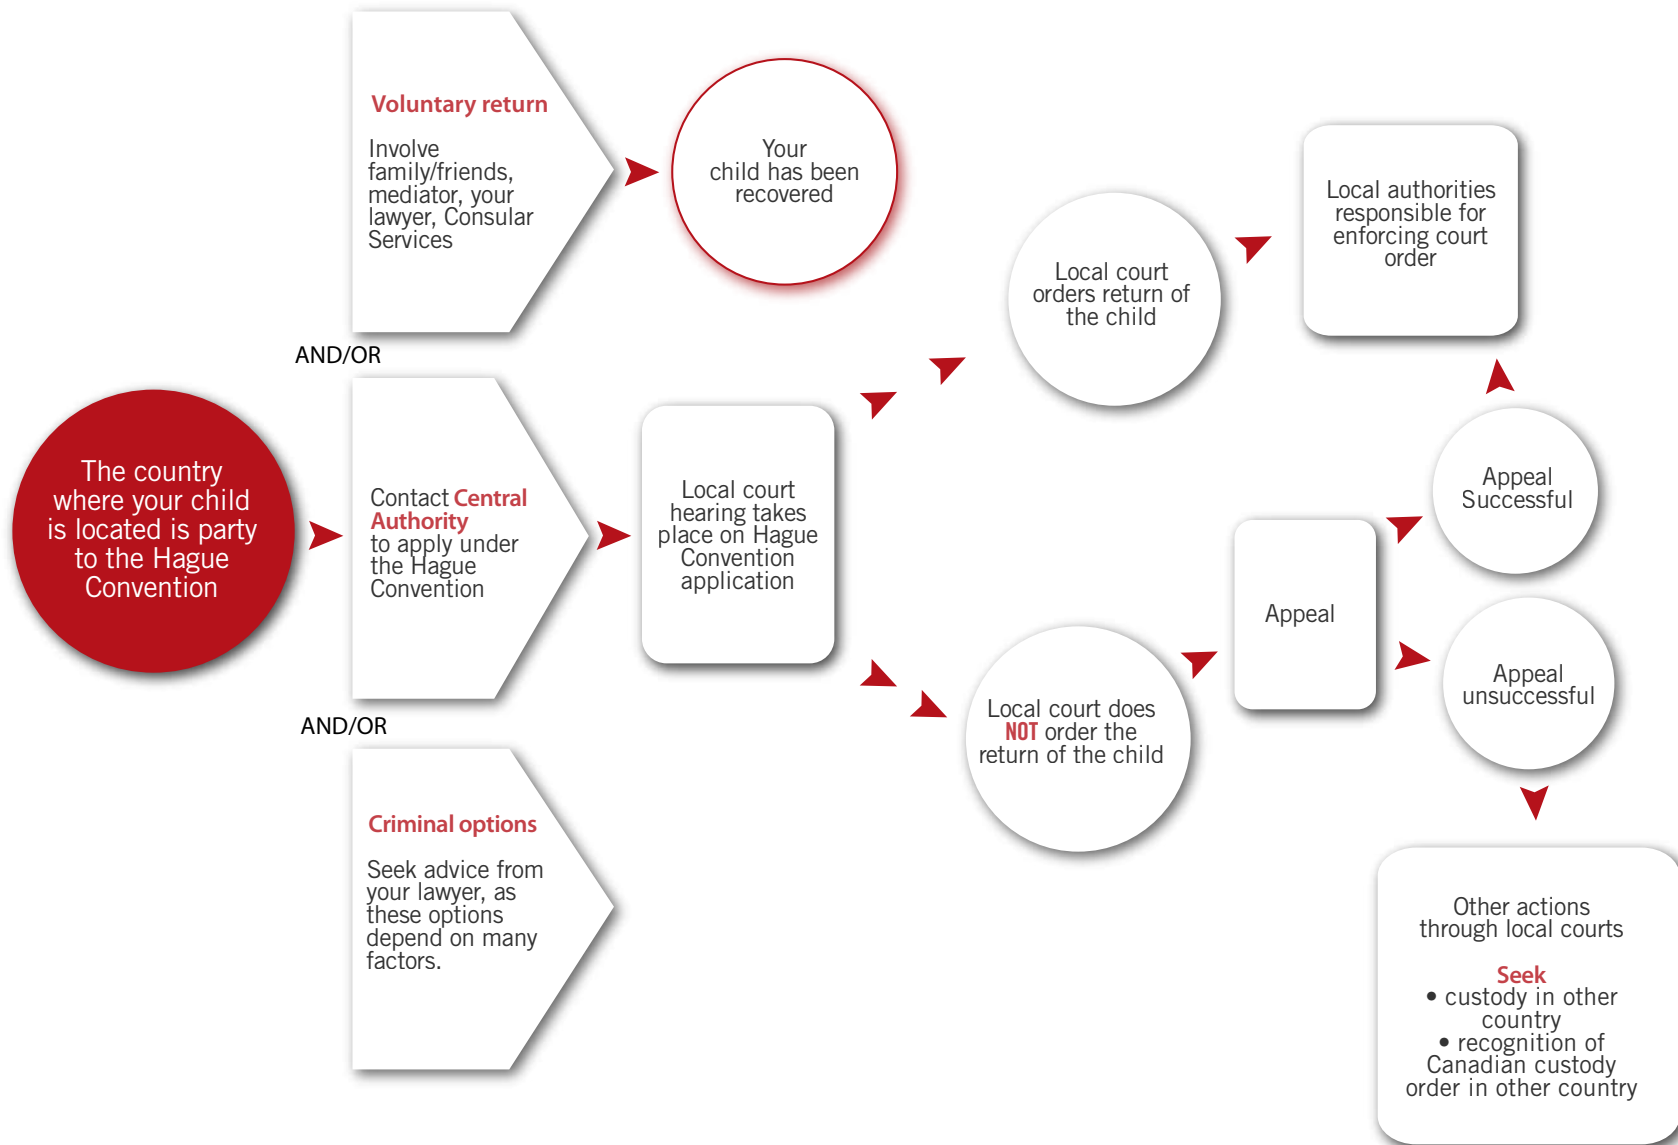 Voluntary return
Involve
family/friends,
mediator, your
lawyer, Consular
Services
Your
child has been
recovered
Local authorities
responsible for
enforcing court
order
Local court
orders return of
the child
AND/OR
The country
where your child
is located is party
to the Hague
Convention
Contact Central
Authority
to apply under
the Hague
Convention
Local court
hearing takes
place on Hague
Convention
application
Appeal
Successful
Appeal
Appeal
unsuccessful
Local court does
NOT order the
return of the child
AND/OR
Criminal options
Seek advice from
your lawyer, as
these options
depend on many
factors.
Other actions
through local courts
Seek
• custody in other
country
• recognition of
Canadian custody
order in other country